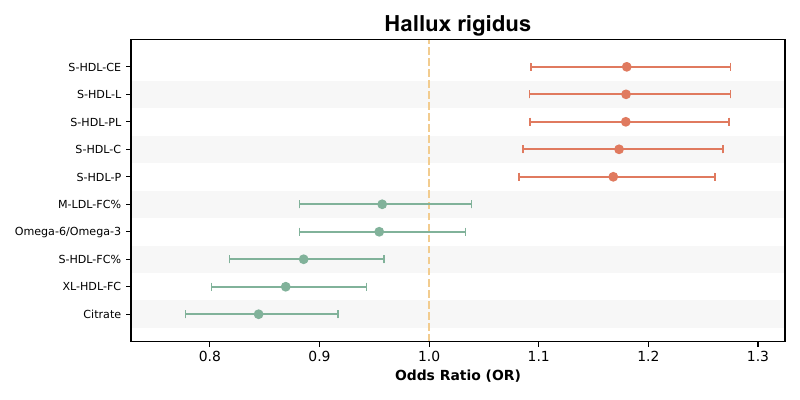 Hallux rigidus
S-HDL-CE
S-HDL-L
S-HDL-PL
S-HDL-C
S-HDL-P
M-LDL-FC%
Omega-6/Omega-3
S-HDL-FC%
XL-HDL-FC
Citrate
0.8 0.9 1.0 1.1 1.2 1.3
Odds Ratio (OR)